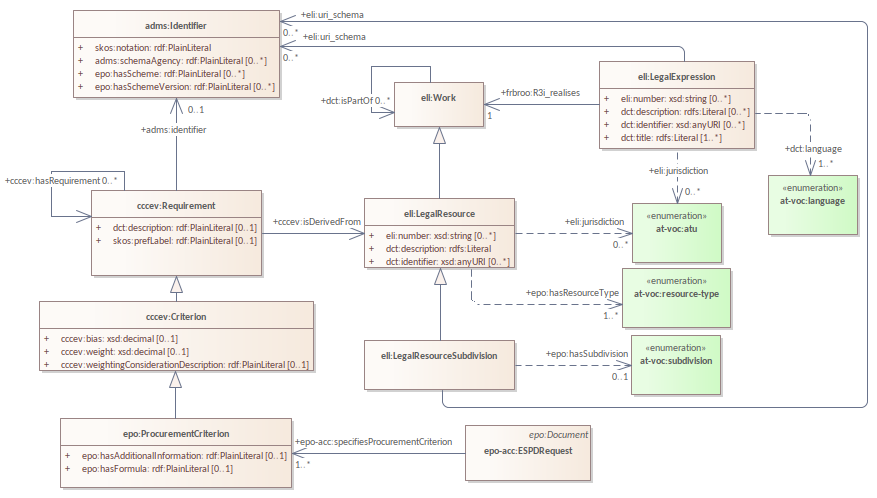 adms:Identifier
+ skos:notation: rdf:PlainLiteral
+ adms:schemaAgency: rdf:PlainLiteral [0..*]
+ epo:hasScheme: rdf:PlainLiteral [0..*]
+ epo:hasSchemeVersion: rdf:PlainLiteral [0..*]
+eli:uri_schema
0..*
+eli:uri_schema
0..*
0..1
+adms:identifier
+dct:isPartOf 0..*
eli:Work
+frbroo:R3i_realises
1
eli:LegalExpression
+ eli:number: xsd:string [0..*]
+ dct:description: rdfs:Literal [0..*]
+ dct:identifier: xsd:anyURI [0..*]
+ dct:title: rdfs:Literal [1..*]
+dct:language
1..*
+eli:jurisdiction
0..*
«enumeration»
at-voc:language
+cccev:hasRequirement 0..*
cccev:Requirement
+ dct:description: rdf:PlainLiteral [0..1]
+ skos:prefLabel: rdf:PlainLiteral [0..1]
+cccev:isDerivedFrom
eli:LegalResource
+ eli:number: xsd:string [0..*]
+ dct:description: rdfs:Literal
+ dct:identifier: xsd:anyURI [0..*]
+eli:jurisdiction
0..*
«enumeration»
at-voc:atu
+epo:hasResourceType
1..*
«enumeration»
at-voc:resource-type
cccev:Criterion
+ cccev:bias: xsd:decimal [0..1]
+ cccev:weight: xsd:decimal [0..1]
+ cccev:weightingConsiderationDescription: rdf:PlainLiteral [0..1]
eli:LegalResourceSubdivision
+epo:hasSubdivision
0..1
«enumeration»
at-voc:subdivision
epo:ProcurementCriterion
+ epo:hasAdditionalInformation: rdf:PlainLiteral [0..1]
+ epo:hasFormula: rdf:PlainLiteral [0..1]
+epo-acc:specifiesProcurementCriterion
1..*
epo:Document
epo-acc:ESPDRequest